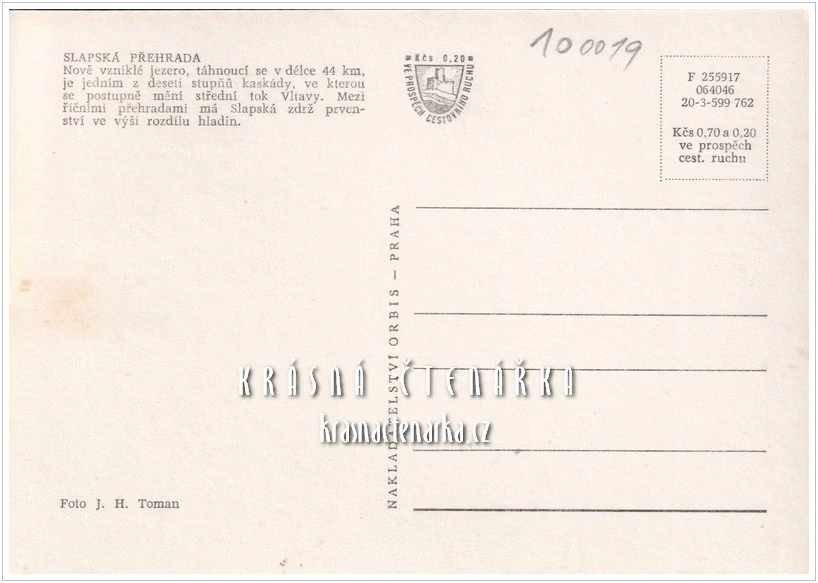 SLAPSKÁ PŘEHRADA
Nově vzniklé jezero, táhnoucí se v délce 44 km,
je jedním z deseti stupňů kaskády, ve kterou
se postupně mění střední tok Vltavy. Mezi
říčními přehradami má Slapská zdrž prven-
ství ve výši rozdílu hladin.
Kčs 0,20
VE PROSPĚCH CESTOVNÍHO RUCHU
100019
F 255917
064046
20-3-599 762
Kčs 0,70 a 0,20
ve prospěch
cest. ruchu
NAKLADATELSTVÍ ORBIS — PRAHA
KRÁSNÁ ČTENÁŘKA
krasnactenarka.cz
Foto J. H. Toman